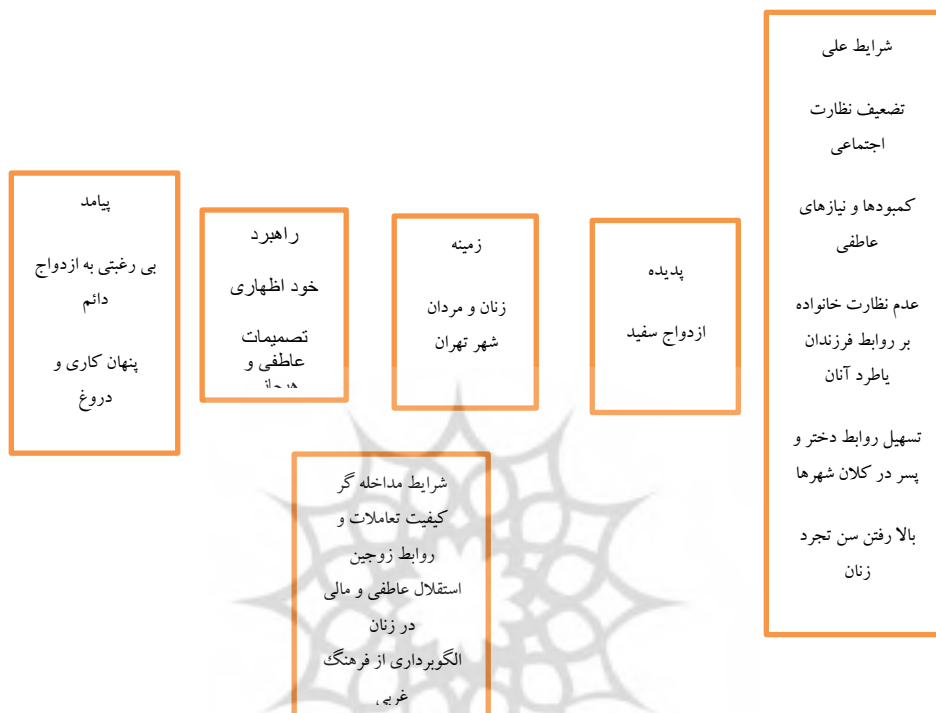 شرایط علی
تضعیف نظارت
اجتماعی
کمبودها و نیازهای
عاطفی
عدم نظارت خانواده
بر روابط فرزندان
یاطرد آنان
تسهیل روابط دختر و
پسر در کلان شهرها
بالا رفتن سن تجرد
زنان
پدیده
ازدواج سفید
زمینه
زنان و مردان
شهر تهران
راهبرد
خود اظهاری
تصمیمات
عاطفی و
هیجانی
پیامد
بی رغبتی به ازدواج
دائم
پنهان کاری و
دروغ
شرایط مداخله گر
کیفیت تعاملات و
روابط زوجین
استقلال عاطفی و مالی
در زنان
الگوبرداری از فرهنگ
غربی